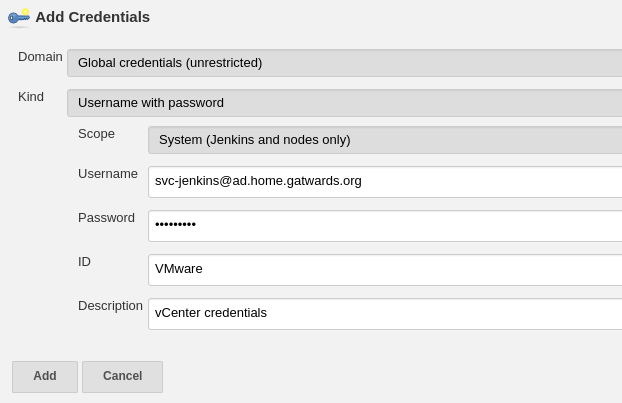 Add Credentials
Domain Global credentials (unrestricted)
Kind Username with password
Scope System (Jenkins and nodes only)
Username svc-jenkins@ad.home.gatwards.org
Password •••••••••
ID VMware
Description vCenter credentials
Add Cancel